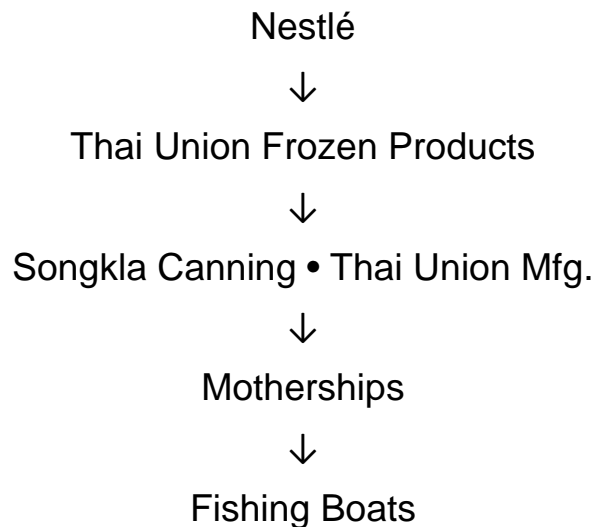 Nestlé
↓
Thai Union Frozen Products
↓
Songkla Canning • Thai Union Mfg.
↓
Motherships
↓
Fishing Boats